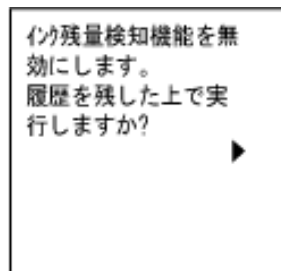 ｲﾝｸ残量検知機能を無
効にします。
履歴を残した上で実
行しますか?